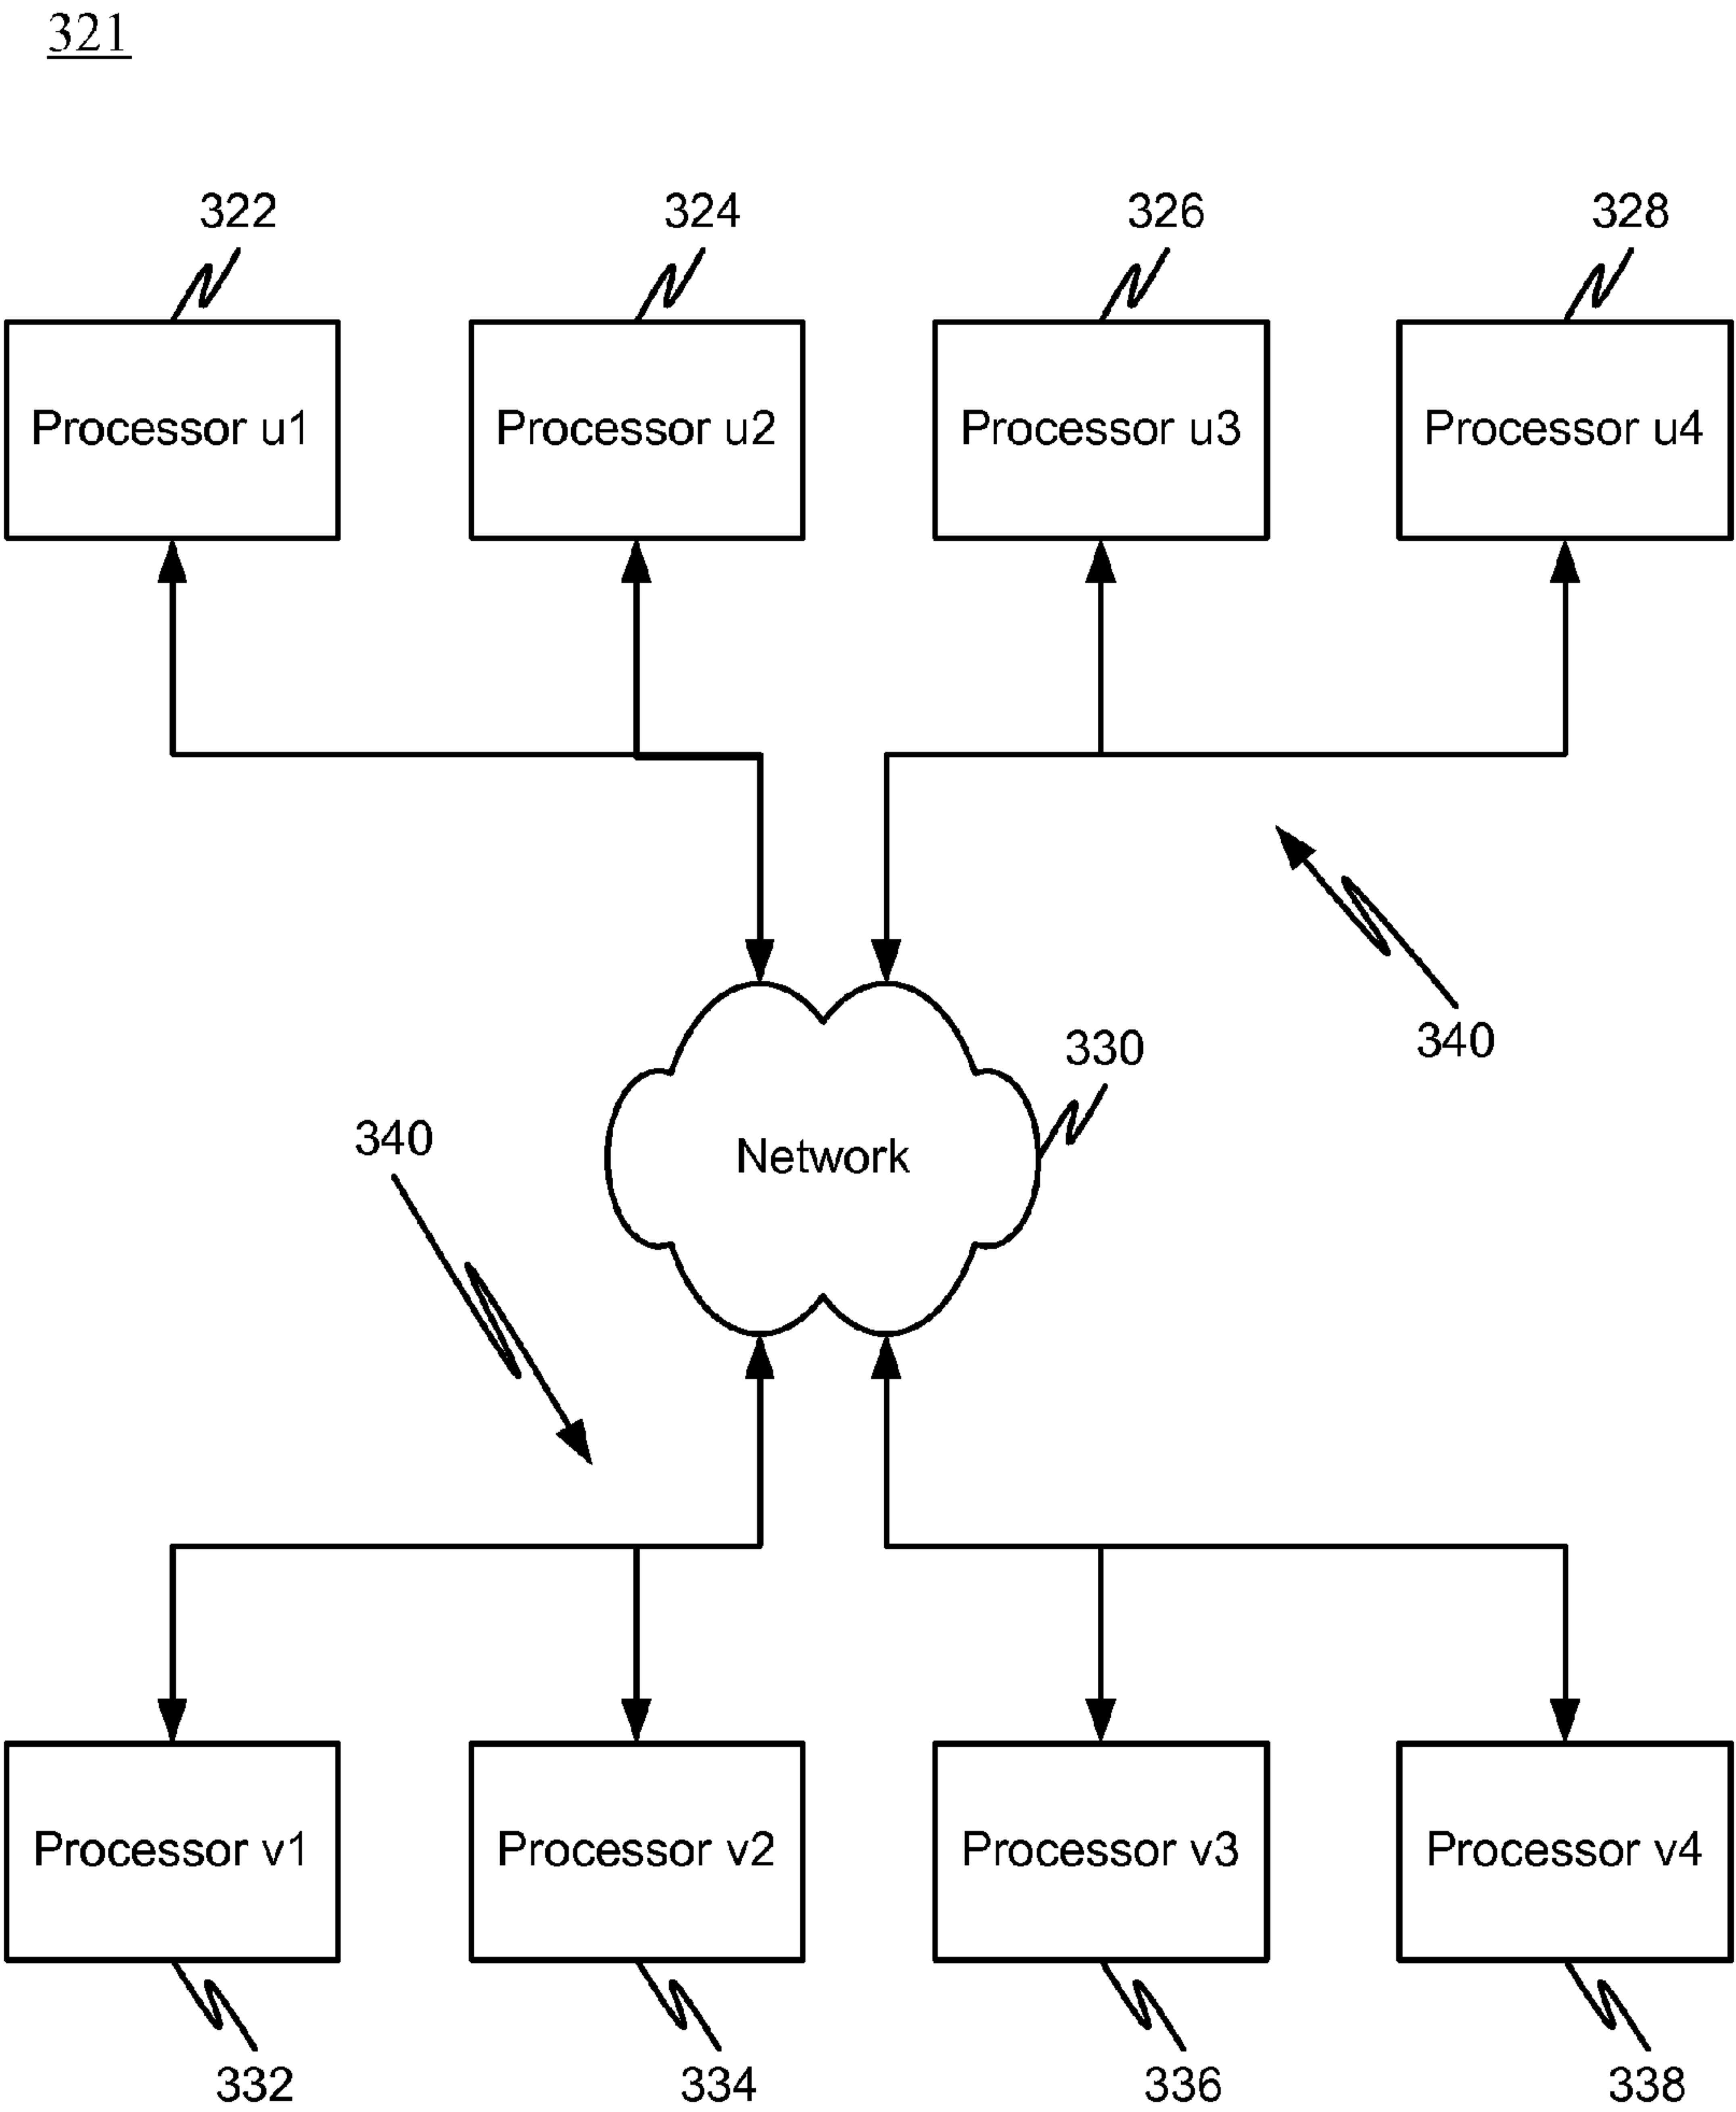 321
322
324
326
328
Processor u1
Processor u2
Processor u3
Processor u4
340
330
340
Network
Processor v1
Processor v2
Processor v3
Processor v4
332
334
336
338